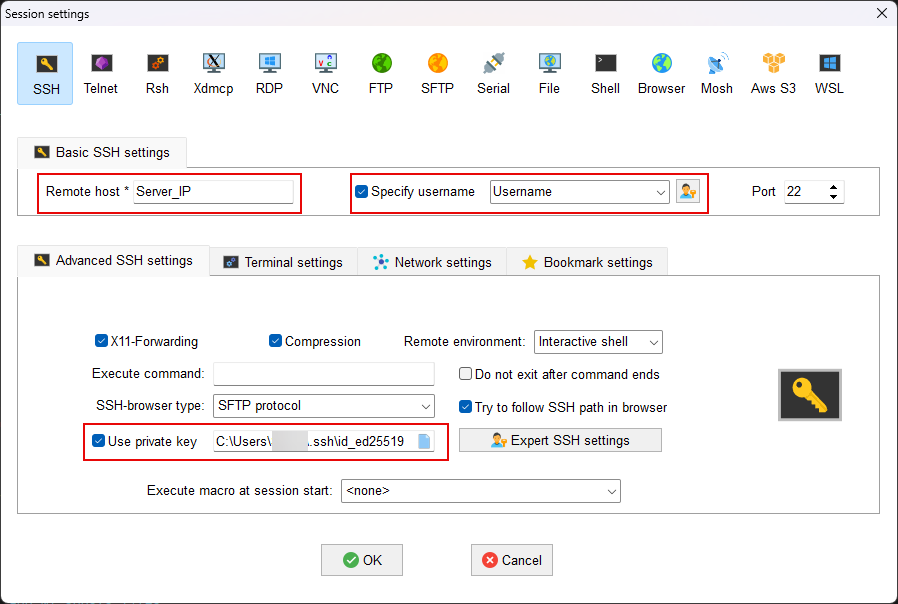 Session settings
SSH Telnet Rsh Xdmcp RDP VNC FTP SFTP Serial File Shell Browser Mosh Aws S3 WSL
Basic SSH settings
Remote host * Server_IP Specify username Username Port 22
Advanced SSH settings Terminal settings Network settings Bookmark settings
X11-Forwarding Compression Remote environment: Interactive shell
Execute command: Do not exit after command ends
SSH-browser type: SFTP protocol Try to follow SSH path in browser
Use private key C:\Users\ .ssh\id_ed25519 Expert SSH settings
Execute macro at session start: <none>
OK Cancel